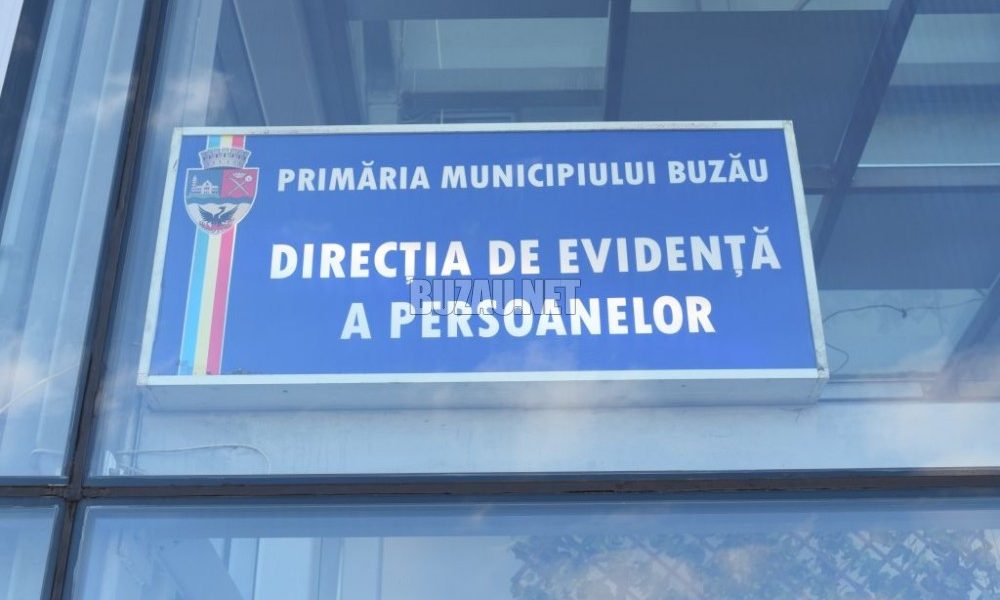 PRIMĂRIA MUNICIPIULUI BUZĂU
DIRECȚIA DE EVIDENȚĂ
BUZAU.NET
A PERSOANELOR